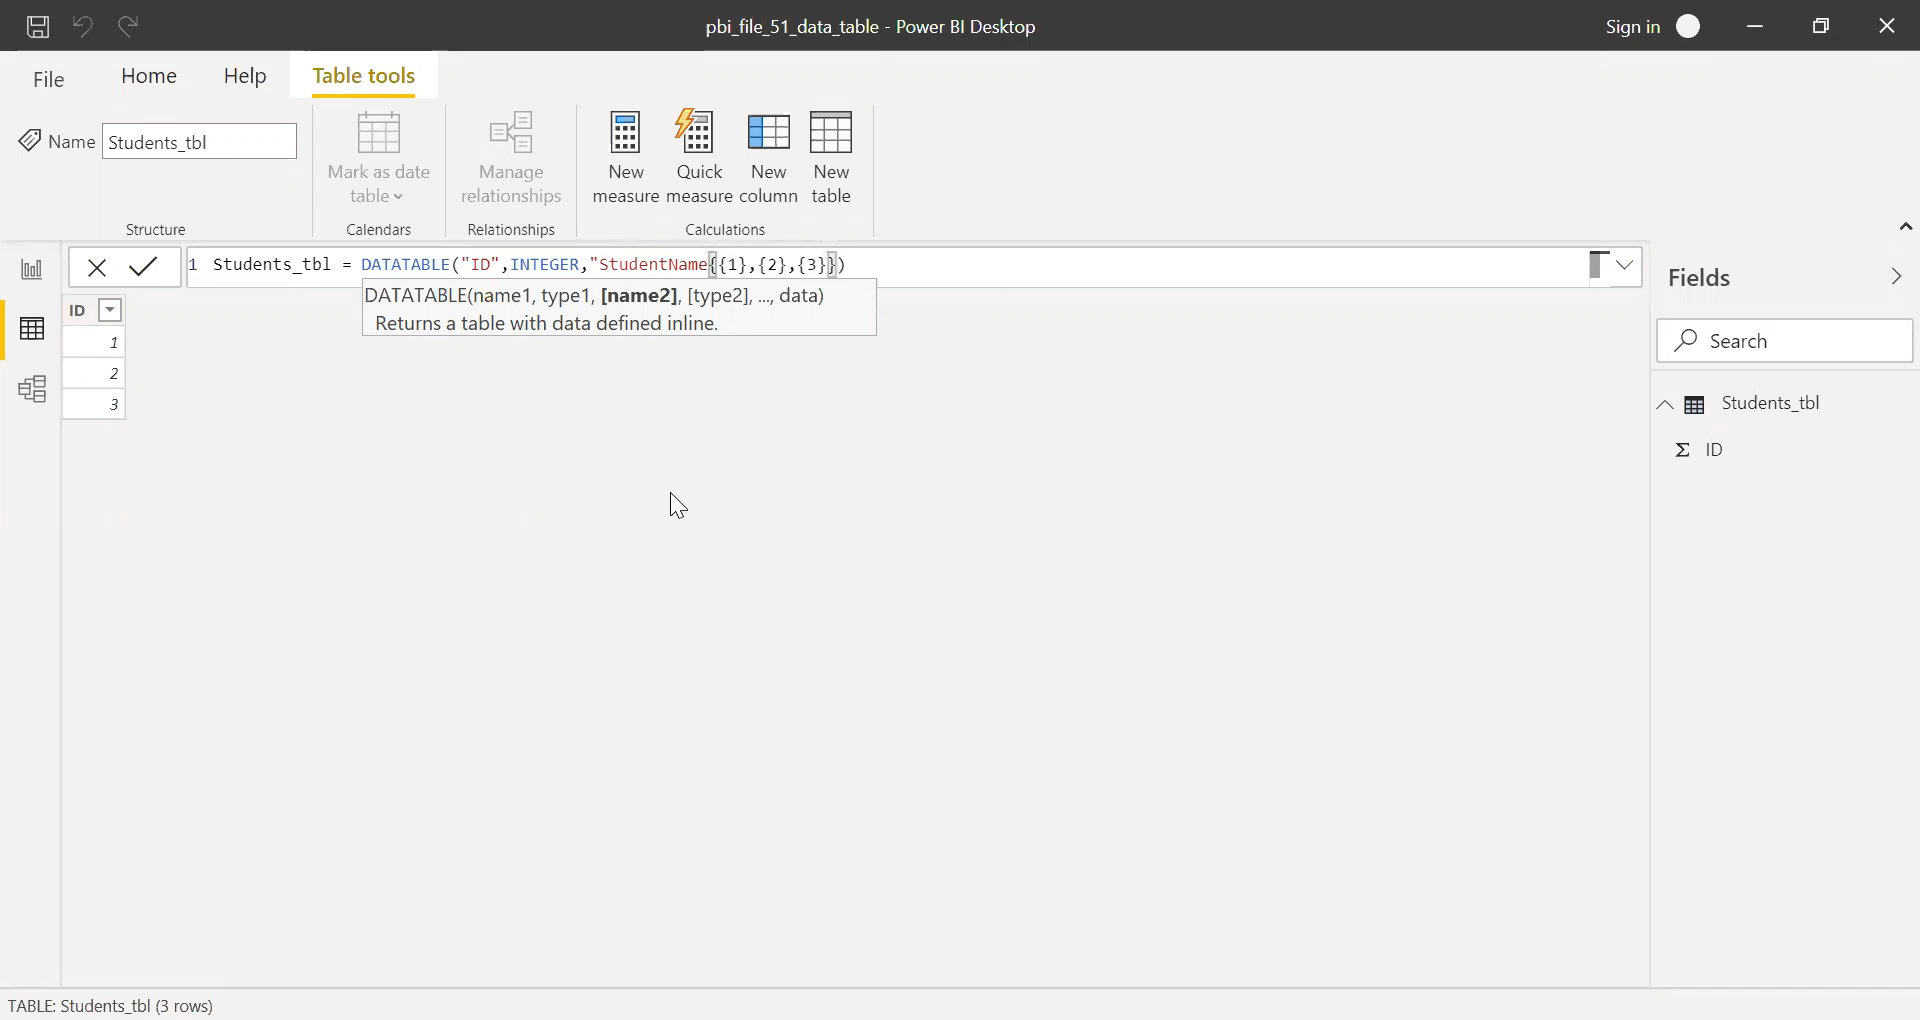 pbi_file_51_data_table - Power BI Desktop
Sign in
File
Home
Help
Table tools
Name
Students_tbl
Structure
Mark as date
table
Calendars
Manage
relationships
Relationships
New
measure
Quick
measure
New
column
New
table
Calculations
1 Students_tbl = DATATABLE("ID",INTEGER,"StudentName{{1},{2},{3}})
DATATABLE(name1, type1, [name2], [type2], ..., data)
Returns a table with data defined inline.
ID
1
2
3
Fields
Search
Students_tbl
Σ ID
TABLE: Students_tbl (3 rows)